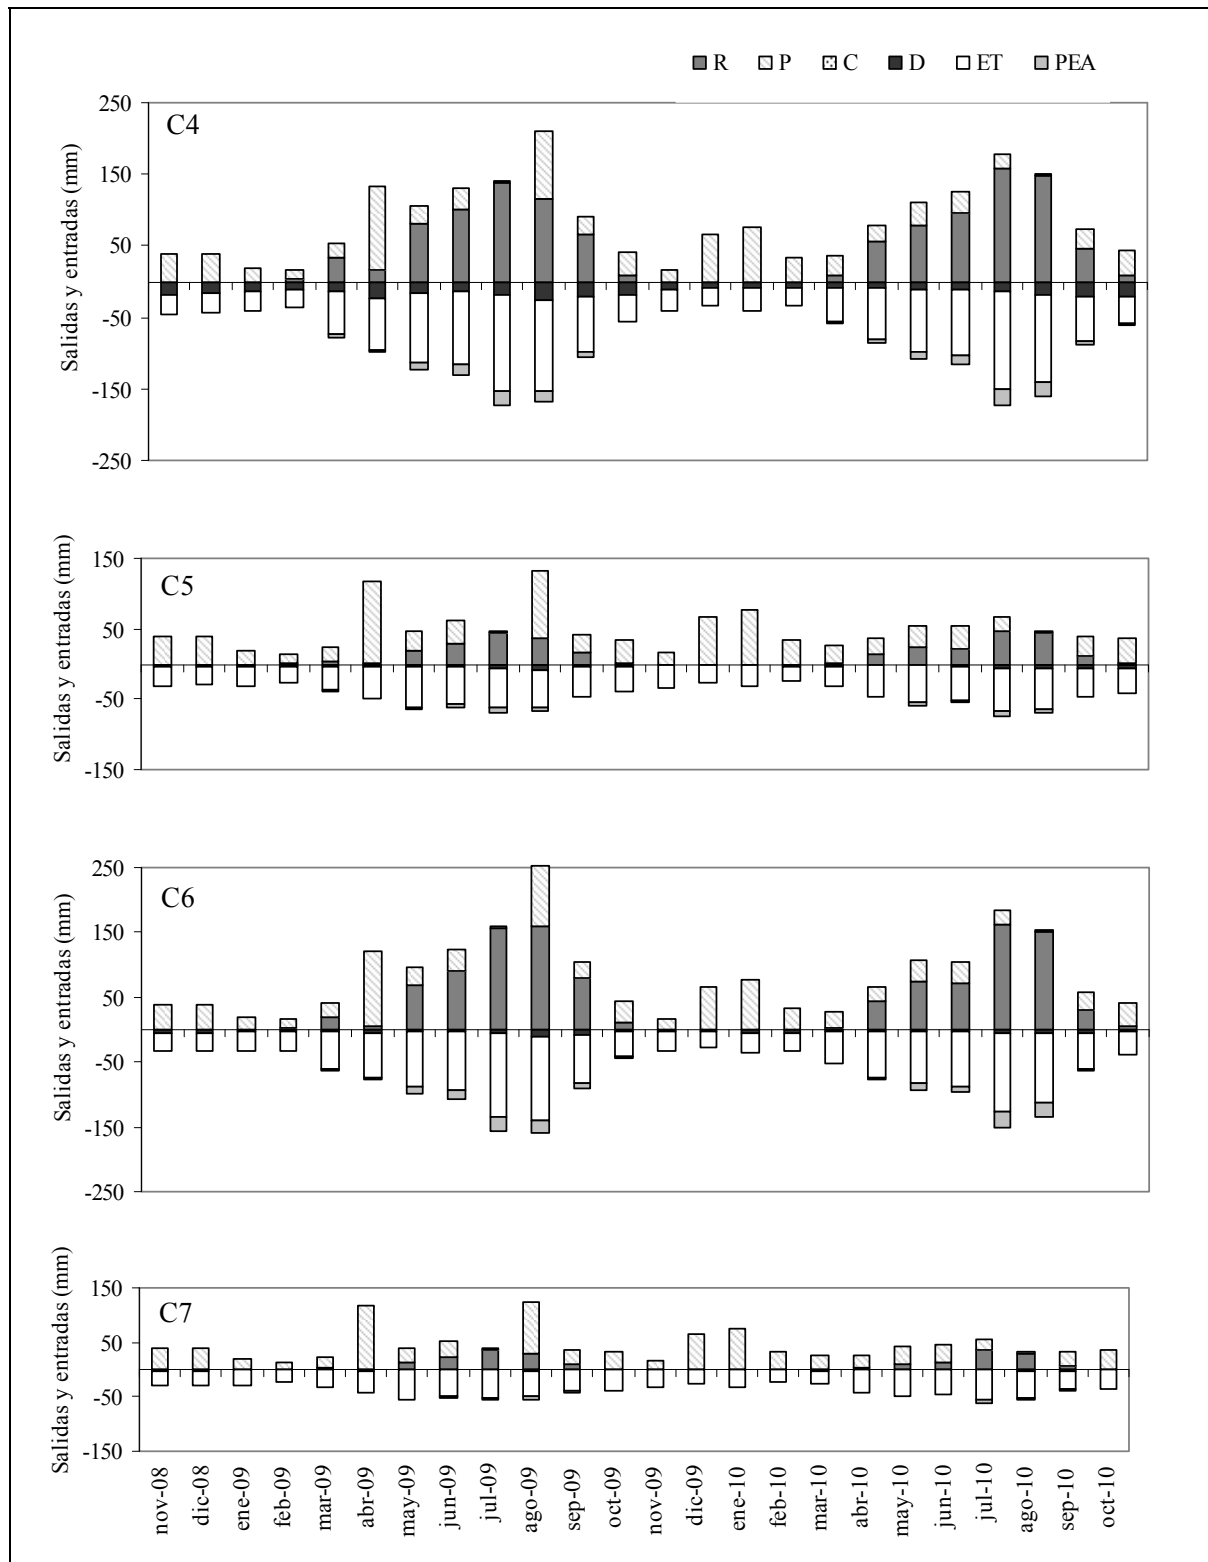 R P C D ET PEA
C4
Salidas y entradas (mm)
250
150
50
-50
-150
-250
C5
Salidas y entradas (mm)
150
50
-50
-150
C6
Salidas y entradas (mm)
250
150
50
-50
-150
-250
C7
Salidas y entradas (mm)
150
50
-50
-150
nov-08 dic-08 ene-09 feb-09 mar-09 abr-09 may-09 jun-09 jul-09 ago-09 sep-09 oct-09 nov-09 dic-09 ene-10 feb-10 mar-10 abr-10 may-10 jun-10 jul-10 ago-10 sep-10 oct-10